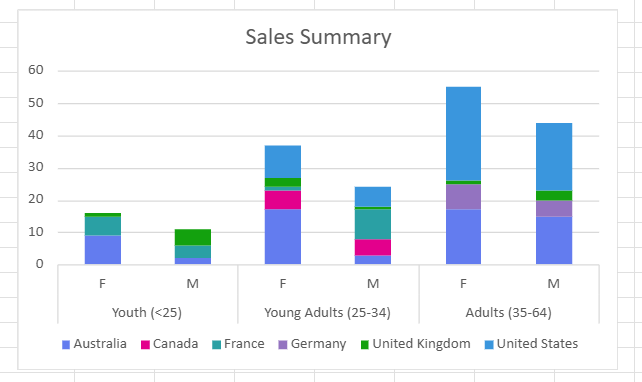 Sales Summary
60
50
40
30
20
10
0
F M F M F M
Youth (<25) Young Adults (25-34) Adults (35-64)
Australia Canada France Germany United Kingdom United States